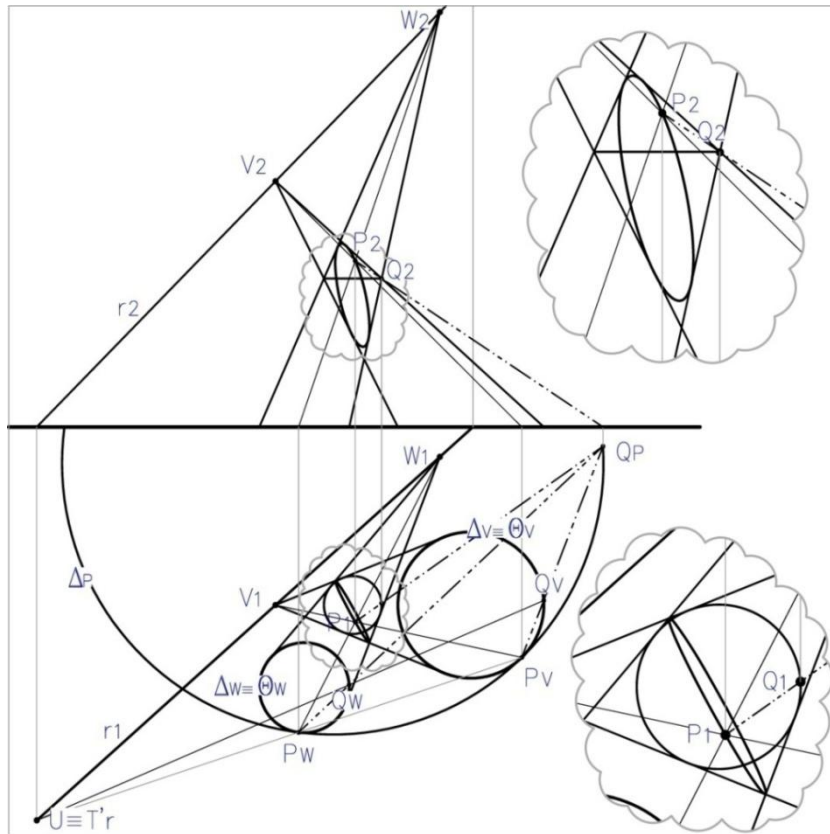 W2
P2
Q2
V2
P2
Q2
r2
W1
QP
ΔV≡ΘV
ΔP
V1
QV
P1
Q1
ΔW≡ΘW
QW
PV
P1
r1
PW
U≡T'r